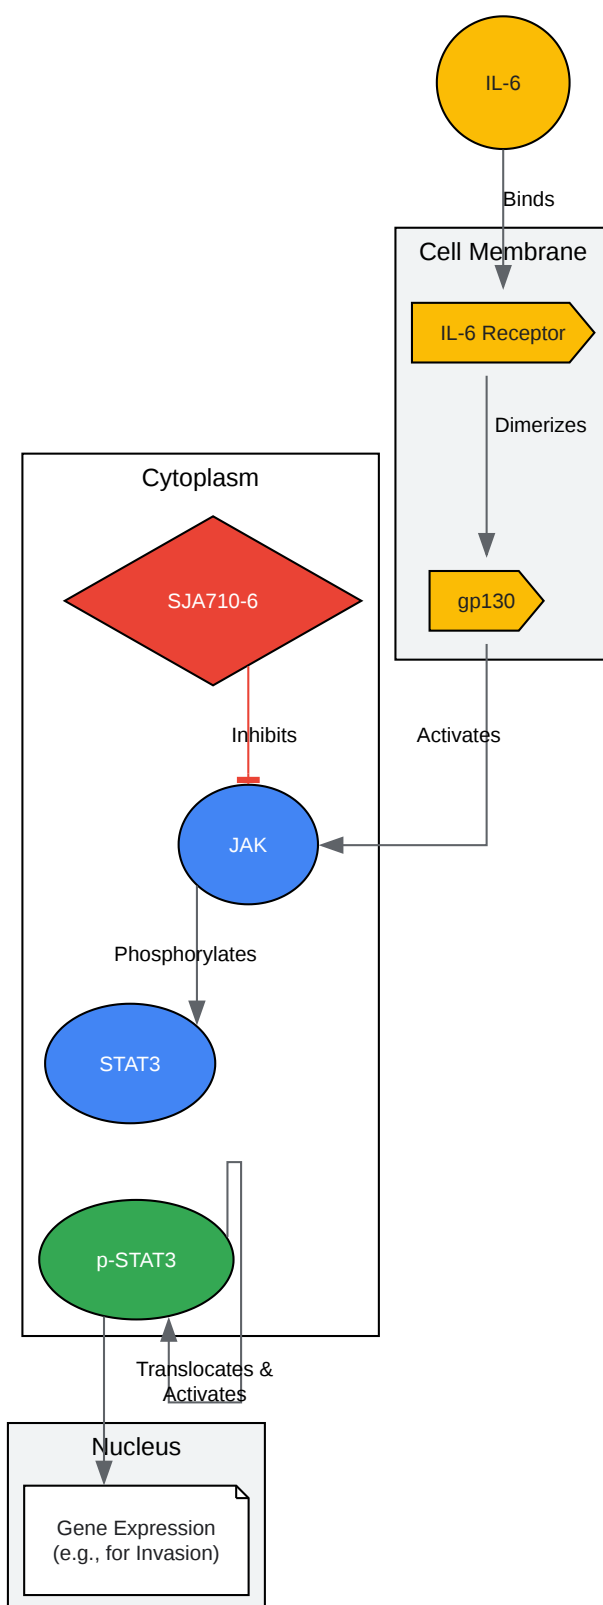 IL-6
Binds
Cell Membrane
IL-6 Receptor
Dimerizes
Cytoplasm
SJA710-6
gp130
Inhibits
Activates
JAK
Phosphorylates
STAT3
p-STAT3
Translocates &
Activates
Nucleus
Gene Expression
(e.g., for Invasion)